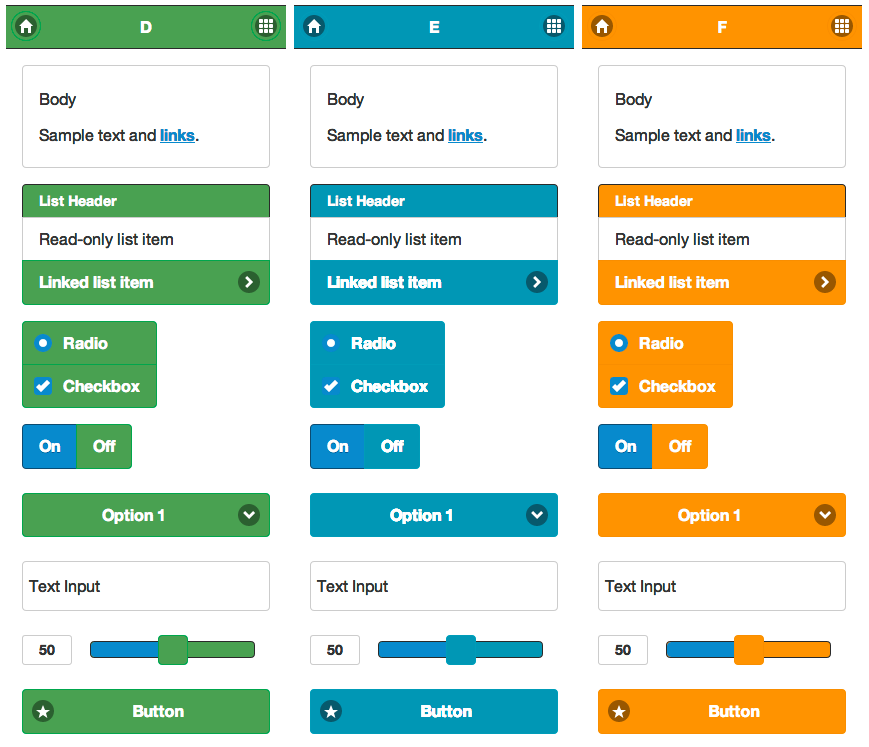 D
Body
Sample text and links.
List Header
Read-only list item
Linked list item
Radio
Checkbox
On Off
Option 1
Text Input
50
Button
E
Body
Sample text and links.
List Header
Read-only list item
Linked list item
Radio
Checkbox
On Off
Option 1
Text Input
50
Button
F
Body
Sample text and links.
List Header
Read-only list item
Linked list item
Radio
Checkbox
On Off
Option 1
Text Input
50
Button